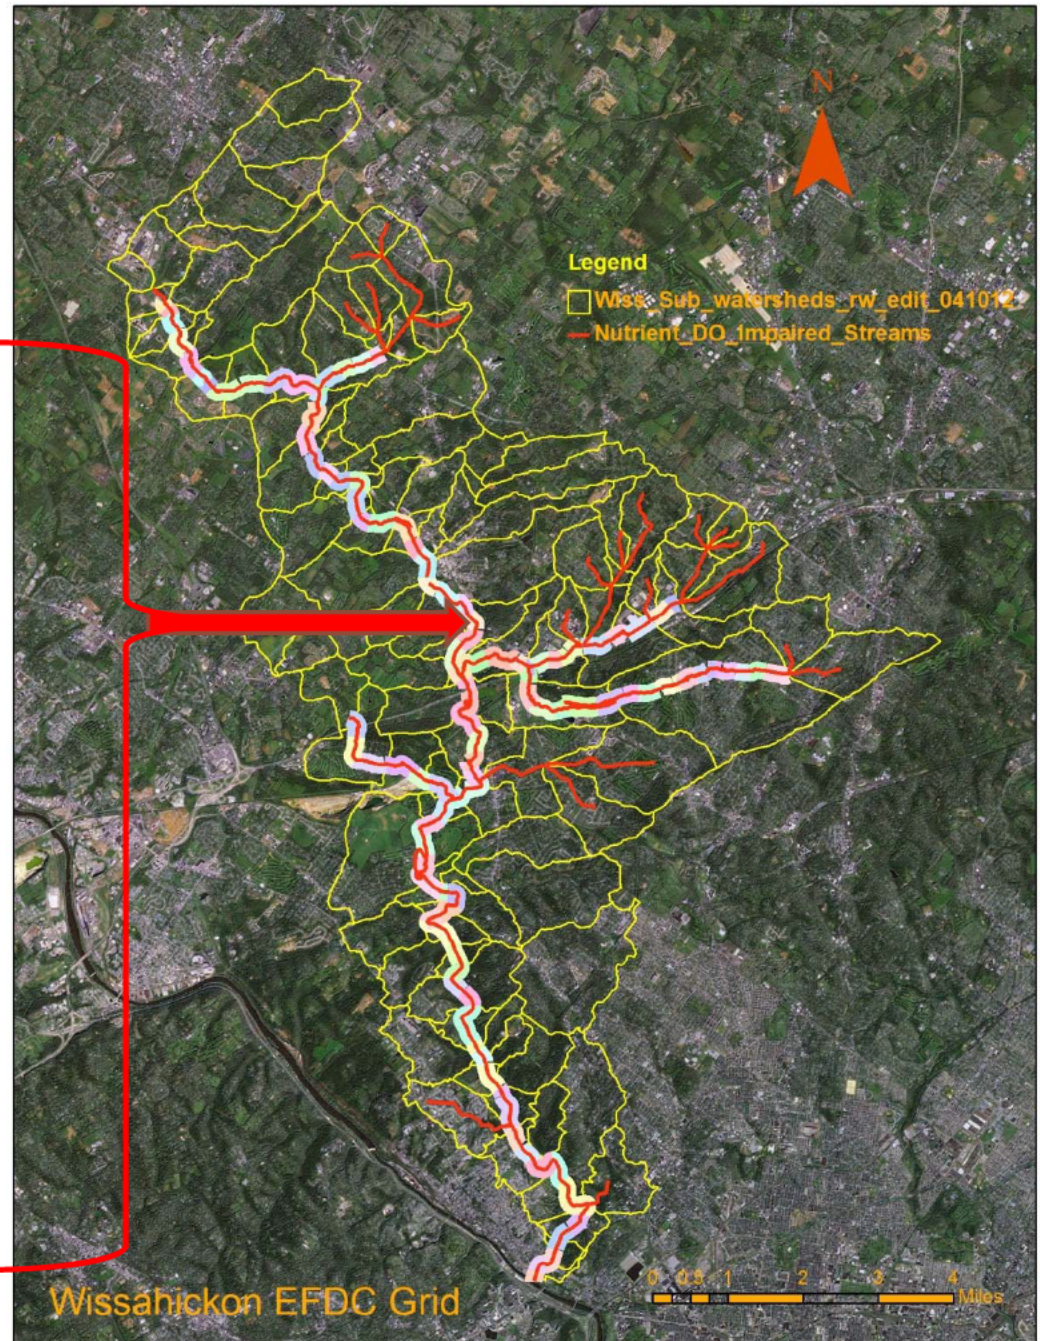 N
Legend
Wiss_Sub_watersheds_rw_edit_041012
Nutrient_DO_Impaired_Streams
0 0.5 1 2 3 4
Miles
Wissahickon EFDC Grid